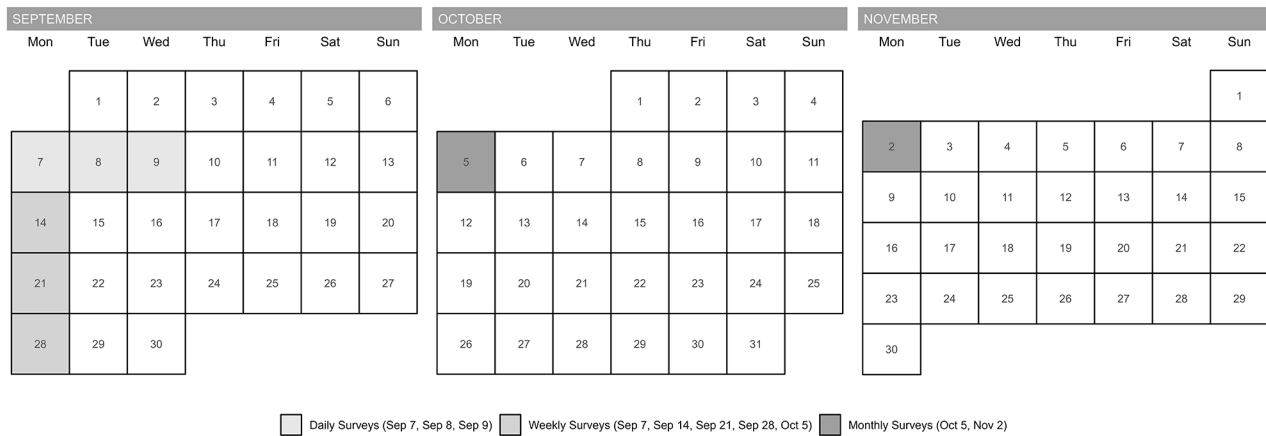 SEPTEMBER
Mon Tue Wed Thu Fri Sat Sun
1 2 3 4 5 6
7 8 9 10 11 12 13
14 15 16 17 18 19 20
21 22 23 24 25 26 27
28 29 30
OCTOBER
Mon Tue Wed Thu Fri Sat Sun
1 2 3 4
5 6 7 8 9 10 11
12 13 14 15 16 17 18
19 20 21 22 23 24 25
26 27 28 29 30 31
NOVEMBER
Mon Tue Wed Thu Fri Sat Sun
1
2 3 4 5 6 7 8
9 10 11 12 13 14 15
16 17 18 19 20 21 22
23 24 25 26 27 28 29
30
Daily Surveys (Sep 7, Sep 8, Sep 9) Weekly Surveys (Sep 7, Sep 14, Sep 21, Sep 28, Oct 5) Monthly Surveys (Oct 5, Nov 2)